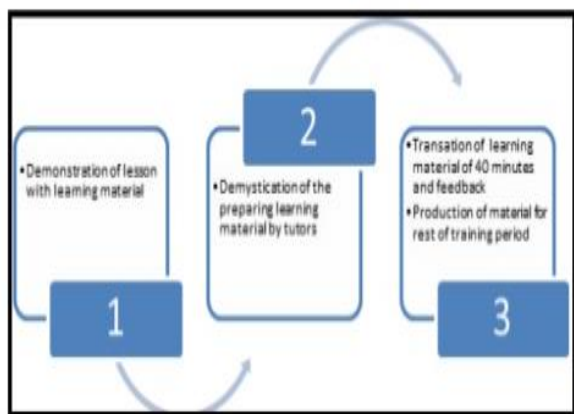 • Demonstration of lesson
with learning material
1
2
• Demystication of the
preparing learning
material by tutors
• Transation of learning
material of 40 minutes
and feedback
• Production of material for
rest of training period
3